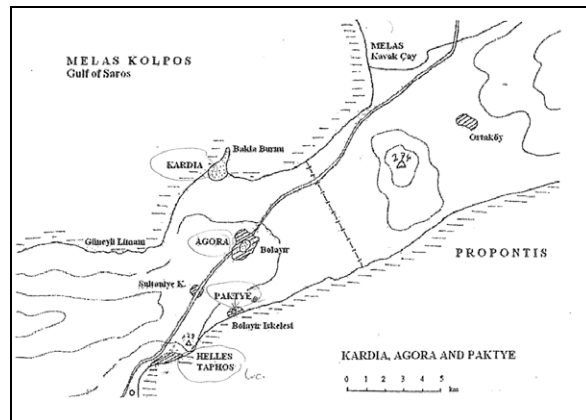 MELAS KOLPOS
Gulf of Saros
MELAS
Kavak Çay
Ortaköy
276
Bakla Burnu
KARDIA
Güneyli Limanı
AGORA
Bolayır
PROPONTIS
Sultaniye K.
PAKTYE
Bolayır Iskelesi
HELLES
TAPHOS
KARDIA, AGORA AND PAKTYE
0 1 2 3 4 5
km